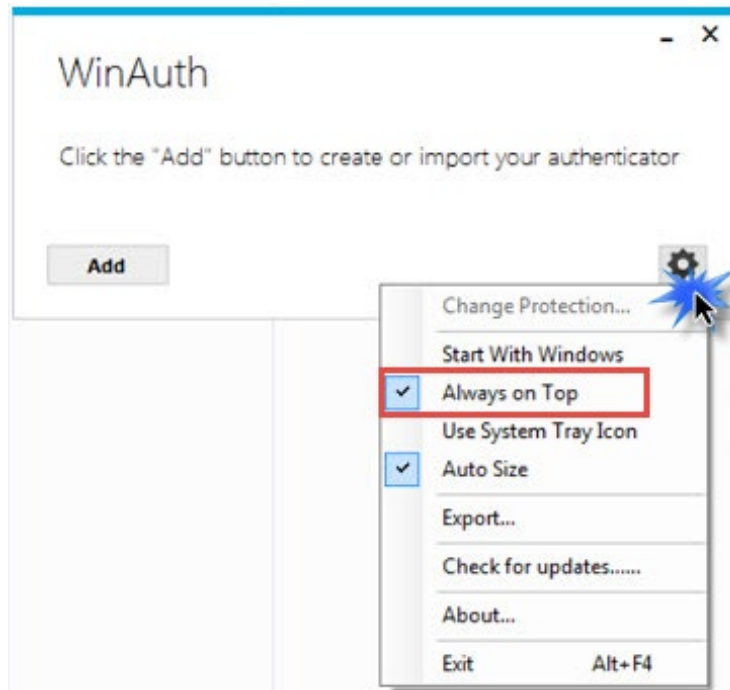 WinAuth
Click the "Add" button to create or import your authenticator
Add
Change Protection...
Start With Windows
Always on Top
Use System Tray Icon
Auto Size
Export...
Check for updates......
About...
Exit Alt+F4